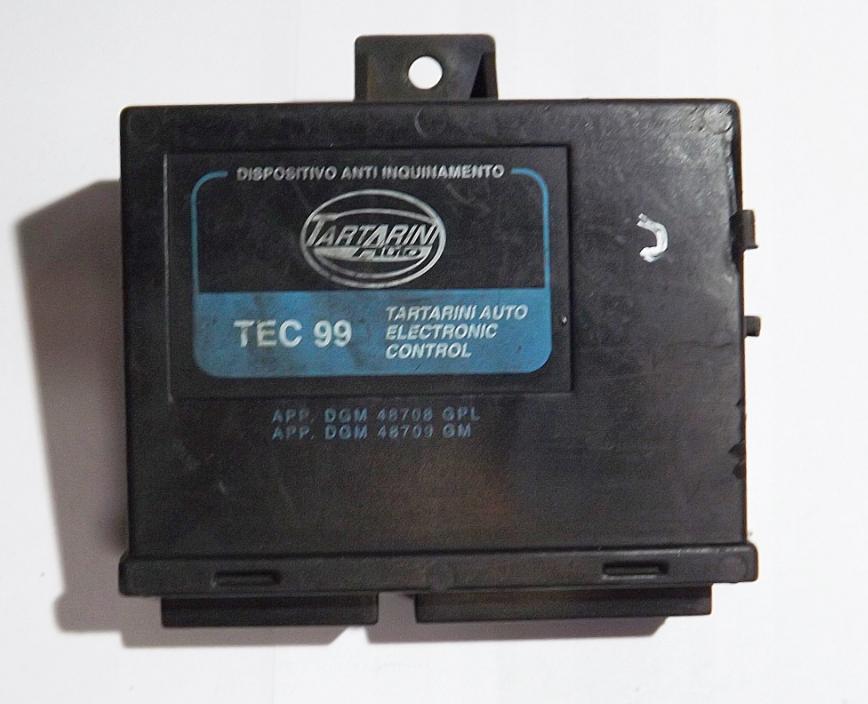 DISPOSITIVO ANTI INQUINAMENTO
TARTARINI
AUTO
TEC 99
TARTARINI AUTO
ELECTRONIC
CONTROL
APP. DGM 48708 GPL
APP. DGM 48709 GM